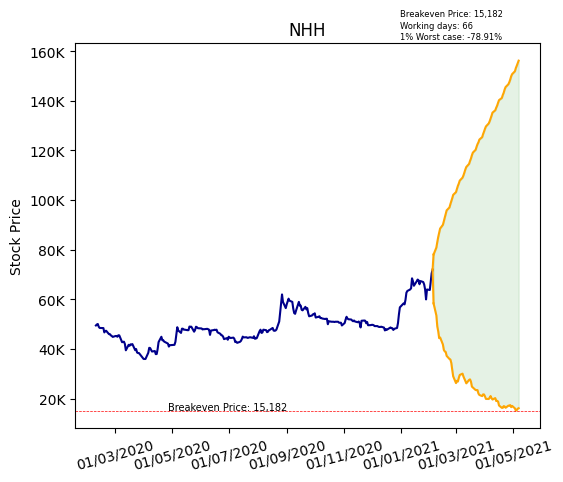 Breakeven Price: 15,182
Working days: 66
1% Worst case: -78.91%
NHH
160K
140K
120K
100K
80K
60K
40K
20K
Stock Price
Breakeven Price: 15,182
01/03/2020
01/05/2020
01/07/2020
01/09/2020
01/11/2020
01/01/2021
01/03/2021
01/05/2021